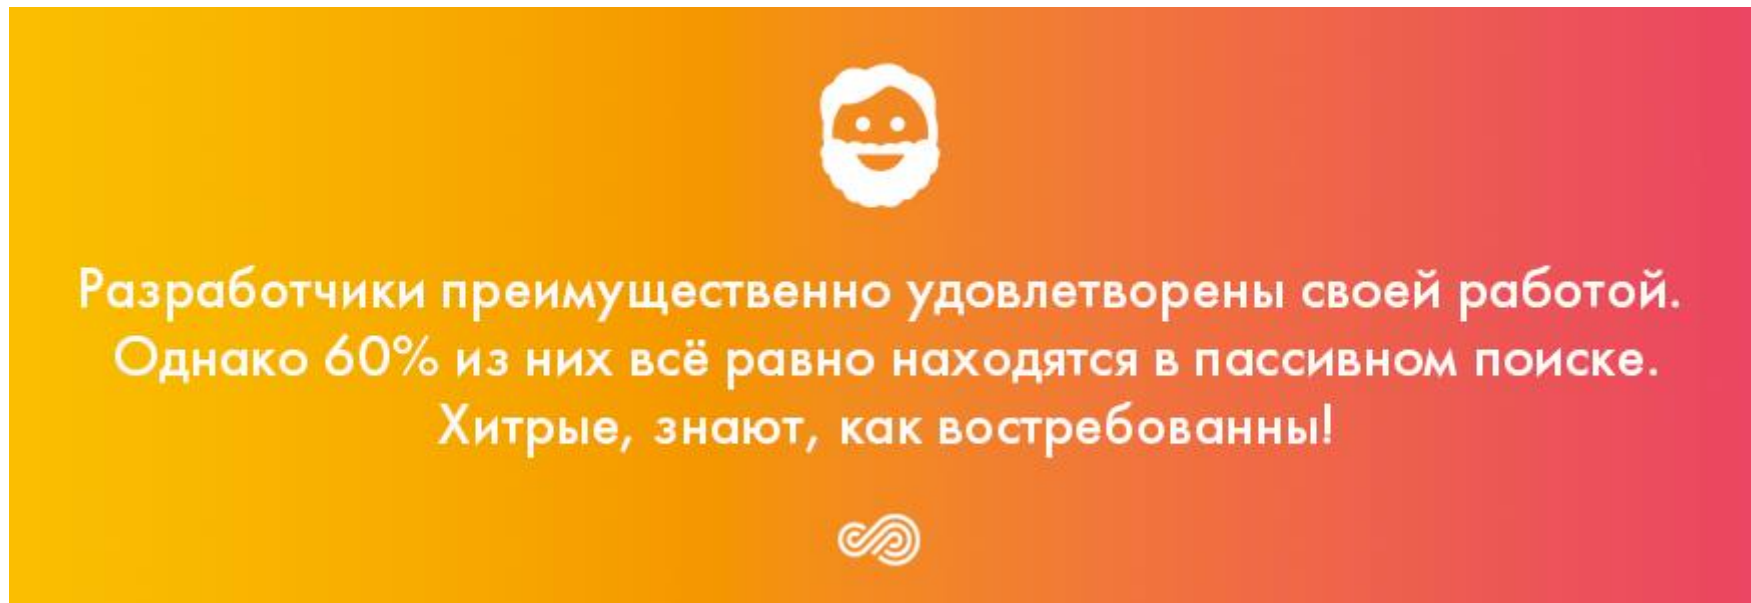 Разработчики преимущественно удовлетворены своей работой.
Однако 60% из них всё равно находятся в пассивном поиске.
Хитрые, знают, как востребованны!